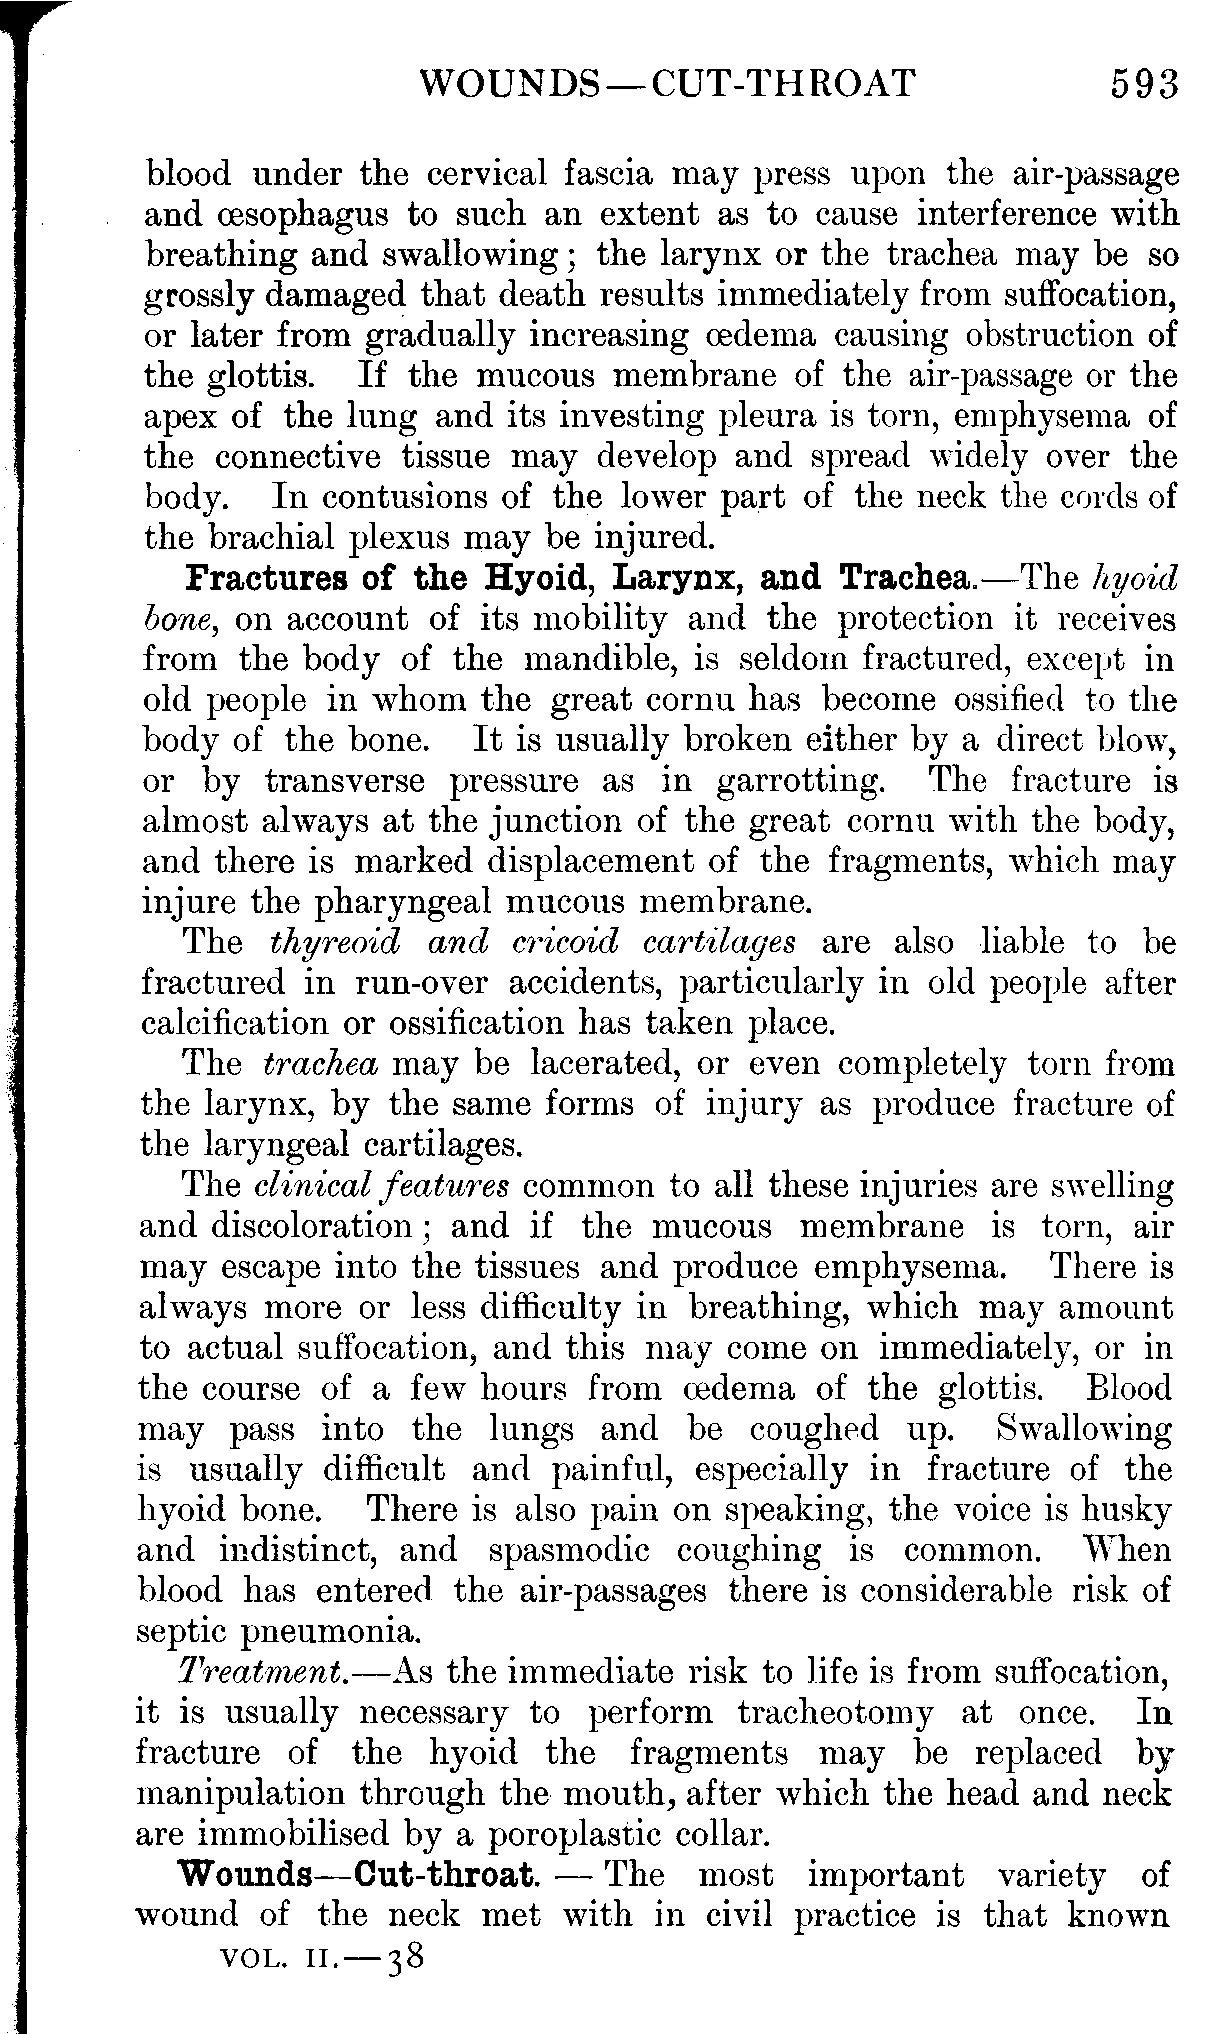 WOUNDS—CUT-THROAT 593
blood under the cervical fascia may press upon the air-passage
and œsophagus to such an extent as to cause interference with
breathing and swallowing; the larynx or the trachea may be so
grossly damaged that death results immediately from suffocation,
or later from gradually increasing œdema causing obstruction of
the glottis. If the mucous membrane of the air-passage or the
apex of the lung and its investing pleura is torn, emphysema of
the connective tissue may develop and spread widely over the
body. In contusions of the lower part of the neck the cords of
the brachial plexus may be injured.
Fractures of the Hyoid, Larynx, and Trachea.—The hyoid
bone, on account of its mobility and the protection it receives
from the body of the mandible, is seldom fractured, except in
old people in whom the great cornu has become ossified to the
body of the bone. It is usually broken either by a direct blow,
or by transverse pressure as in garrotting. The fracture is
almost always at the junction of the great cornu with the body,
and there is marked displacement of the fragments, which may
injure the pharyngeal mucous membrane.
The thyreoid and cricoid cartilages are also liable to be
fractured in run-over accidents, particularly in old people after
calcification or ossification has taken place.
The trachea may be lacerated, or even completely torn from
the larynx, by the same forms of injury as produce fracture of
the laryngeal cartilages.
The clinical features common to all these injuries are swelling
and discoloration; and if the mucous membrane is torn, air
may escape into the tissues and produce emphysema. There is
always more or less difficulty in breathing, which may amount
to actual suffocation, and this may come on immediately, or in
the course of a few hours from œdema of the glottis. Blood
may pass into the lungs and be coughed up. Swallowing
is usually difficult and painful, especially in fracture of the
hyoid bone. There is also pain on speaking, the voice is husky
and indistinct, and spasmodic coughing is common. When
blood has entered the air-passages there is considerable risk of
septic pneumonia.
Treatment.—As the immediate risk to life is from suffocation,
it is usually necessary to perform tracheotomy at once. In
fracture of the hyoid the fragments may be replaced by
manipulation through the mouth, after which the head and neck
are immobilised by a poroplastic collar.
Wounds—Cut-throat. — The most important variety of
wound of the neck met with in civil practice is that known
VOL. II.—38